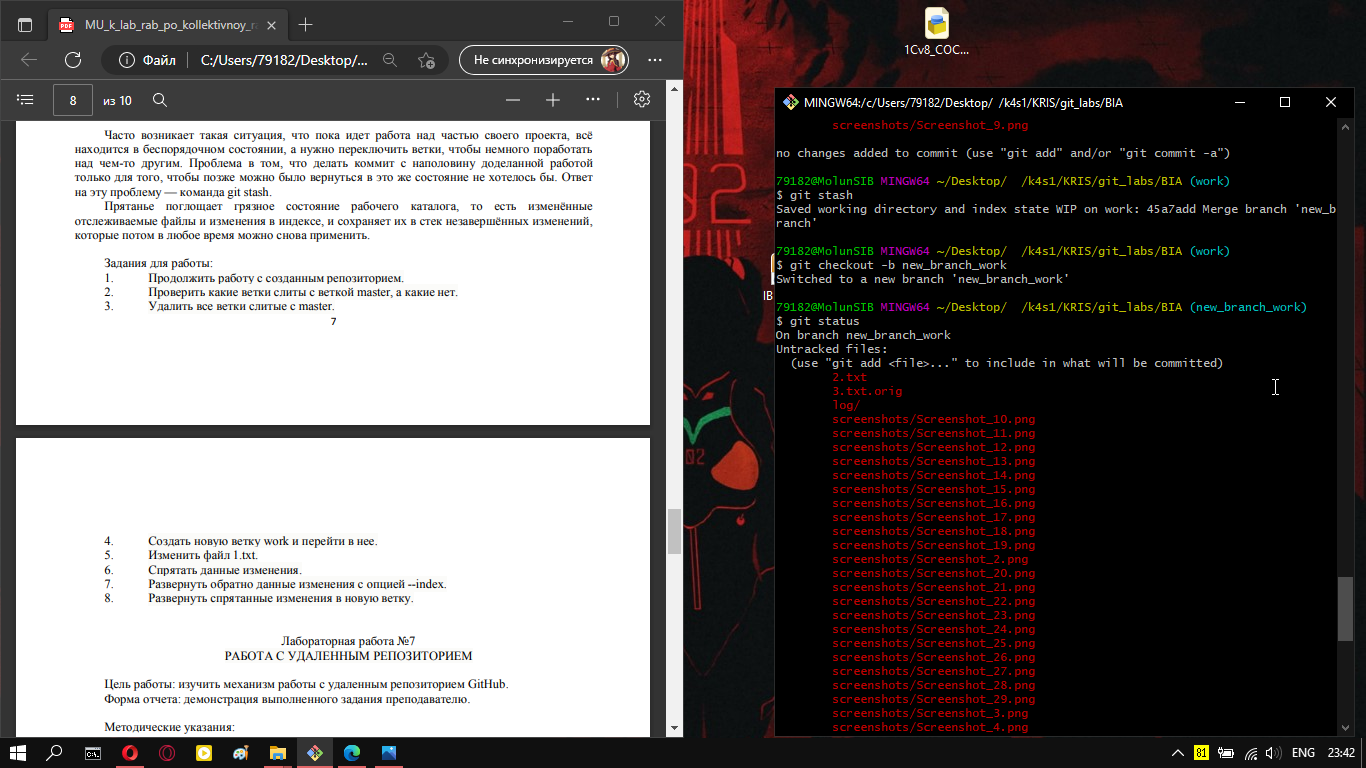 MU_k_lab_rab_po_kollektivnoy_r
Файл
C:/Users/79182/Desktop/...
Не синхронизируется
8
из 10
Часто возникает такая ситуация, что пока идет работа над частью своего проекта, всё
находится в беспорядочном состоянии, а нужно переключить ветки, чтобы немного поработать
над чем-то другим. Проблема в том, что делать коммит с наполовину доделанной работой
только для того, чтобы позже можно было вернуться в это же состояние не хотелось бы. Ответ
на эту проблему — команда git stash.
Прятанье поглощает грязное состояние рабочего каталога, то есть изменённые
отслеживаемые файлы и изменения в индексе, и сохраняет их в стек незавершённых изменений,
которые потом в любое время можно снова применить.
Задания для работы:
1. Продолжить работу с созданным репозиторием.
2. Проверить какие ветки слиты с веткой master, а какие нет.
3. Удалить все ветки слитые с master.
7
4. Создать новую ветку work и перейти в нее.
5. Изменить файл 1.txt.
6. Спрятать данные изменения.
7. Развернуть обратно данные изменения с опцией --index.
8. Развернуть спрятанные изменения в новую ветку.
Лабораторная работа №7
РАБОТА С УДАЛЕННЫМ РЕПОЗИТОРИЕМ
Цель работы: изучить механизм работы с удаленным репозиторием GitHub.
Форма отчета: демонстрация выполненного задания преподавателю.
Методические указания:
1Cv8_COC...
MINGW64:/c/Users/79182/Desktop/ /k4s1/KRIS/git_labs/BIA
screenshots/Screenshot_9.png
no changes added to commit (use "git add" and/or "git commit -a")
79182@MolunSIB MINGW64 ~/Desktop/ /k4s1/KRIS/git_labs/BIA (work)
$ git stash
Saved working directory and index state WIP on work: 45a7add Merge branch 'new_b
ranch'
79182@MolunSIB MINGW64 ~/Desktop/ /k4s1/KRIS/git_labs/BIA (work)
$ git checkout -b new_branch_work
Switched to a new branch 'new_branch_work'
79182@MolunSIB MINGW64 ~/Desktop/ /k4s1/KRIS/git_labs/BIA (new_branch_work)
$ git status
On branch new_branch_work
Untracked files:
(use "git add <file>..." to include in what will be committed)
2.txt
3.txt.orig
log/
screenshots/Screenshot_10.png
screenshots/Screenshot_11.png
screenshots/Screenshot_12.png
screenshots/Screenshot_13.png
screenshots/Screenshot_14.png
screenshots/Screenshot_15.png
screenshots/Screenshot_16.png
screenshots/Screenshot_17.png
screenshots/Screenshot_18.png
screenshots/Screenshot_19.png
screenshots/Screenshot_2.png
screenshots/Screenshot_20.png
screenshots/Screenshot_21.png
screenshots/Screenshot_22.png
screenshots/Screenshot_23.png
screenshots/Screenshot_24.png
screenshots/Screenshot_25.png
screenshots/Screenshot_26.png
screenshots/Screenshot_27.png
screenshots/Screenshot_28.png
screenshots/Screenshot_29.png
screenshots/Screenshot_3.png
screenshots/Screenshot_4.png
81
ENG
23:42